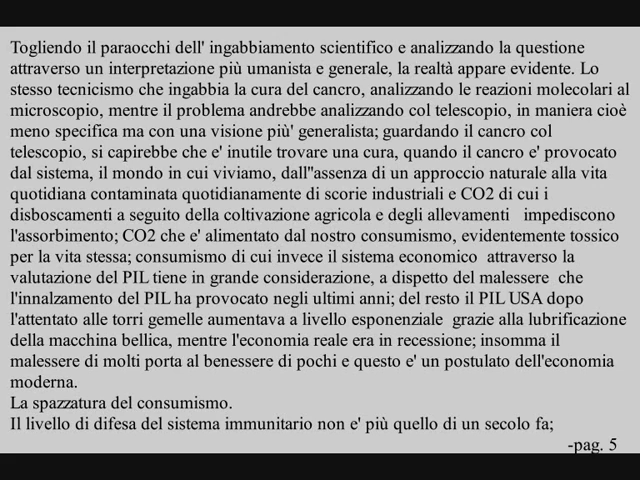 Togliendo il paraocchi dell' ingabbiamento scientifico e analizzando la questione
attraverso un interpretazione più umanista e generale, la realtà appare evidente. Lo
stesso tecnicismo che ingabbia la cura del cancro, analizzando le reazioni molecolari al
microscopio, mentre il problema andrebbe analizzando col telescopio, in maniera cioè
meno specifica ma con una visione più' generalista; guardando il cancro col
telescopio, si capirebbe che e' inutile trovare una cura, quando il cancro e' provocato
dal sistema, il mondo in cui viviamo, dall''assenza di un approccio naturale alla vita
quotidiana contaminata quotidianamente di scorie industriali e CO2 di cui i
disboscamenti a seguito della coltivazione agricola e degli allevamenti impediscono
l'assorbimento; CO2 che e' alimentato dal nostro consumismo, evidentemente tossico
per la vita stessa; consumismo di cui invece il sistema economico attraverso la
valutazione del PIL tiene in grande considerazione, a dispetto del malessere che
l'innalzamento del PIL ha provocato negli ultimi anni; del resto il PIL USA dopo
l'attentato alle torri gemelle aumentava a livello esponenziale grazie alla lubrificazione
della macchina bellica, mentre l'economia reale era in recessione; insomma il
malessere di molti porta al benessere di pochi e questo e' un postulato dell'economia
moderna.
La spazzatura del consumismo.
Il livello di difesa del sistema immunitario non e' più quello di un secolo fa;
-pag. 5